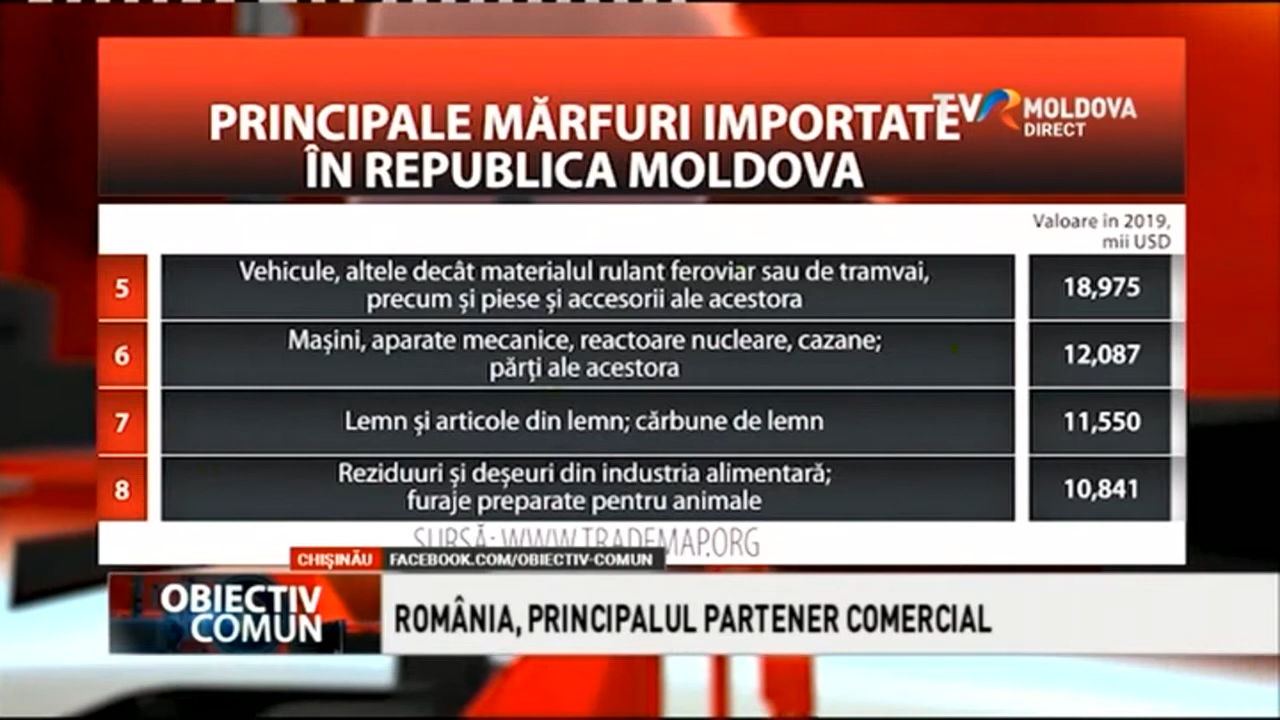 PRINCIPALE MĂRFURI IMPORTATE
ÎN REPUBLICA MOLDOVA
TVR MOLDOVA
DIRECT
Valoare în 2019,
mii USD
5
Vehicule, altele decât materialul rulant feroviar sau de tramvai,
precum și piese și accesorii ale acestora
18,975
6
Mașini, aparate mecanice, reactoare nucleare, cazane;
părți ale acestora
12,087
7
Lemn și articole din lemn; cărbune de lemn
11,550
8
Reziduuri și deșeuri din industria alimentară;
furaje preparate pentru animale
10,841
SURSĂ: WWW.TRADEMAP.ORG
CHIȘINĂU FACEBOOK.COM/OBIECTIV-COMUN
OBIECTIV
COMUN
ROMÂNIA, PRINCIPALUL PARTENER COMERCIAL